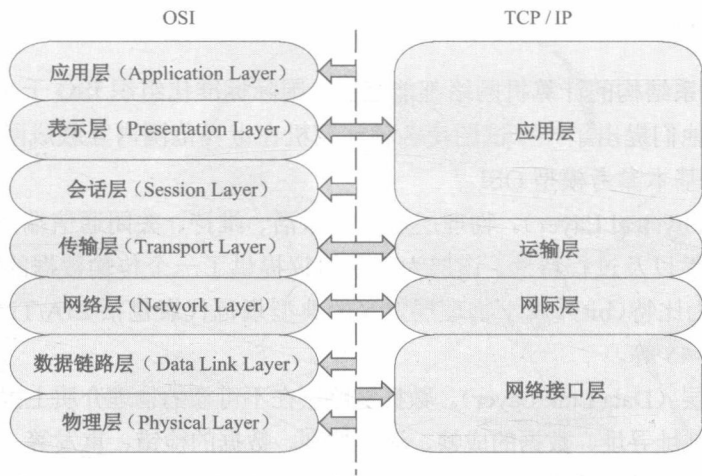 OSI
TCP / IP
应用层(Application Layer)
表示层(Presentation Layer)
会话层(Session Layer)
传输层(Transport Layer)
网络层(Network Layer)
数据链路层(Data Link Layer)
物理层(Physical Layer)
应用层
运输层
网际层
网络接口层